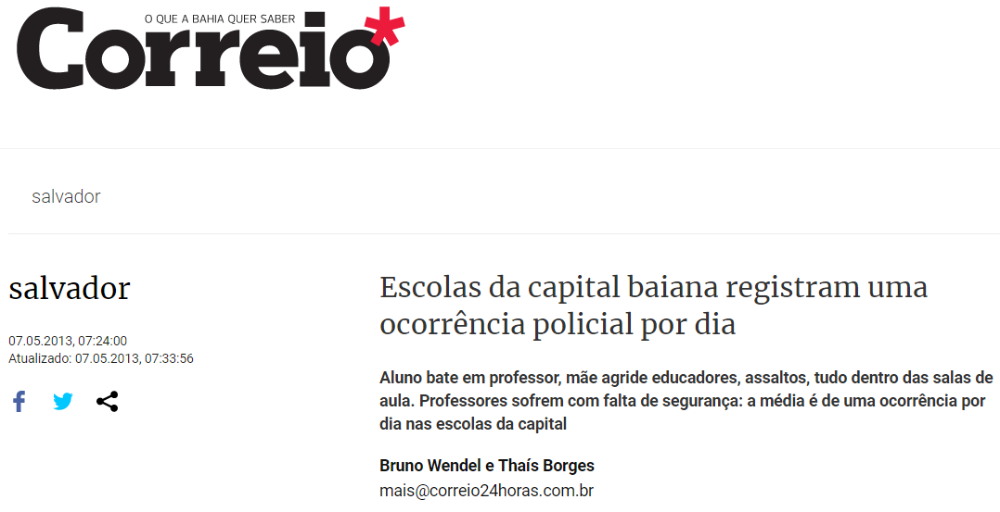 O QUE A BAHIA QUER SABER
Correio*
salvador
salvador
07.05.2013, 07:24:00
Atualizado: 07.05.2013, 07:33:56
Escolas da capital baiana registram uma
ocorrência policial por dia
Aluno bate em professor, mãe agride educadores, assaltos, tudo dentro das salas de
aula. Professores sofrem com falta de segurança: a média é de uma ocorrência por
dia nas escolas da capital
Bruno Wendel e Thaís Borges
mais@correio24horas.com.br